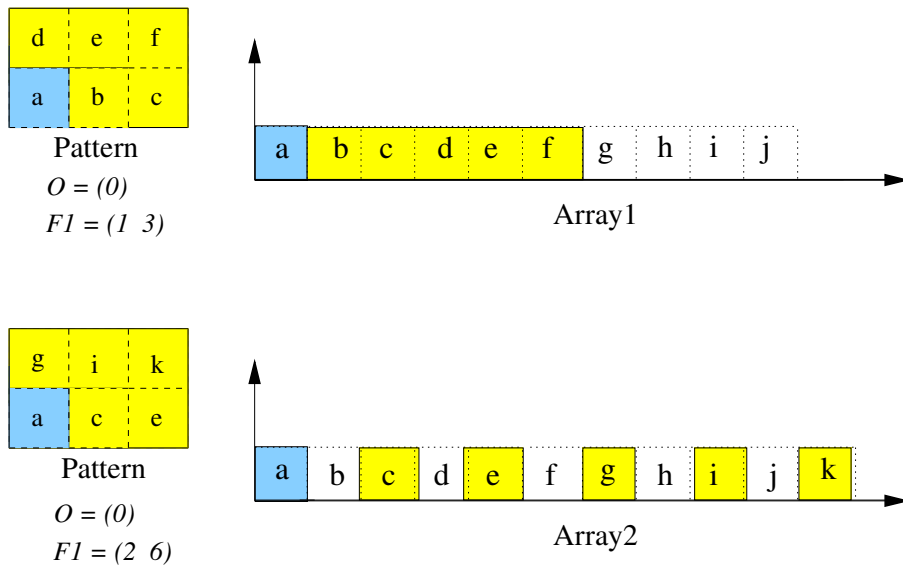 d e f
a b c
Pattern
O = (0)
F1 = (1 3)
a b c d e f g h i j
Array1
g i k
a c e
Pattern
O = (0)
F1 = (2 6)
a b c d e f g h i j k
Array2